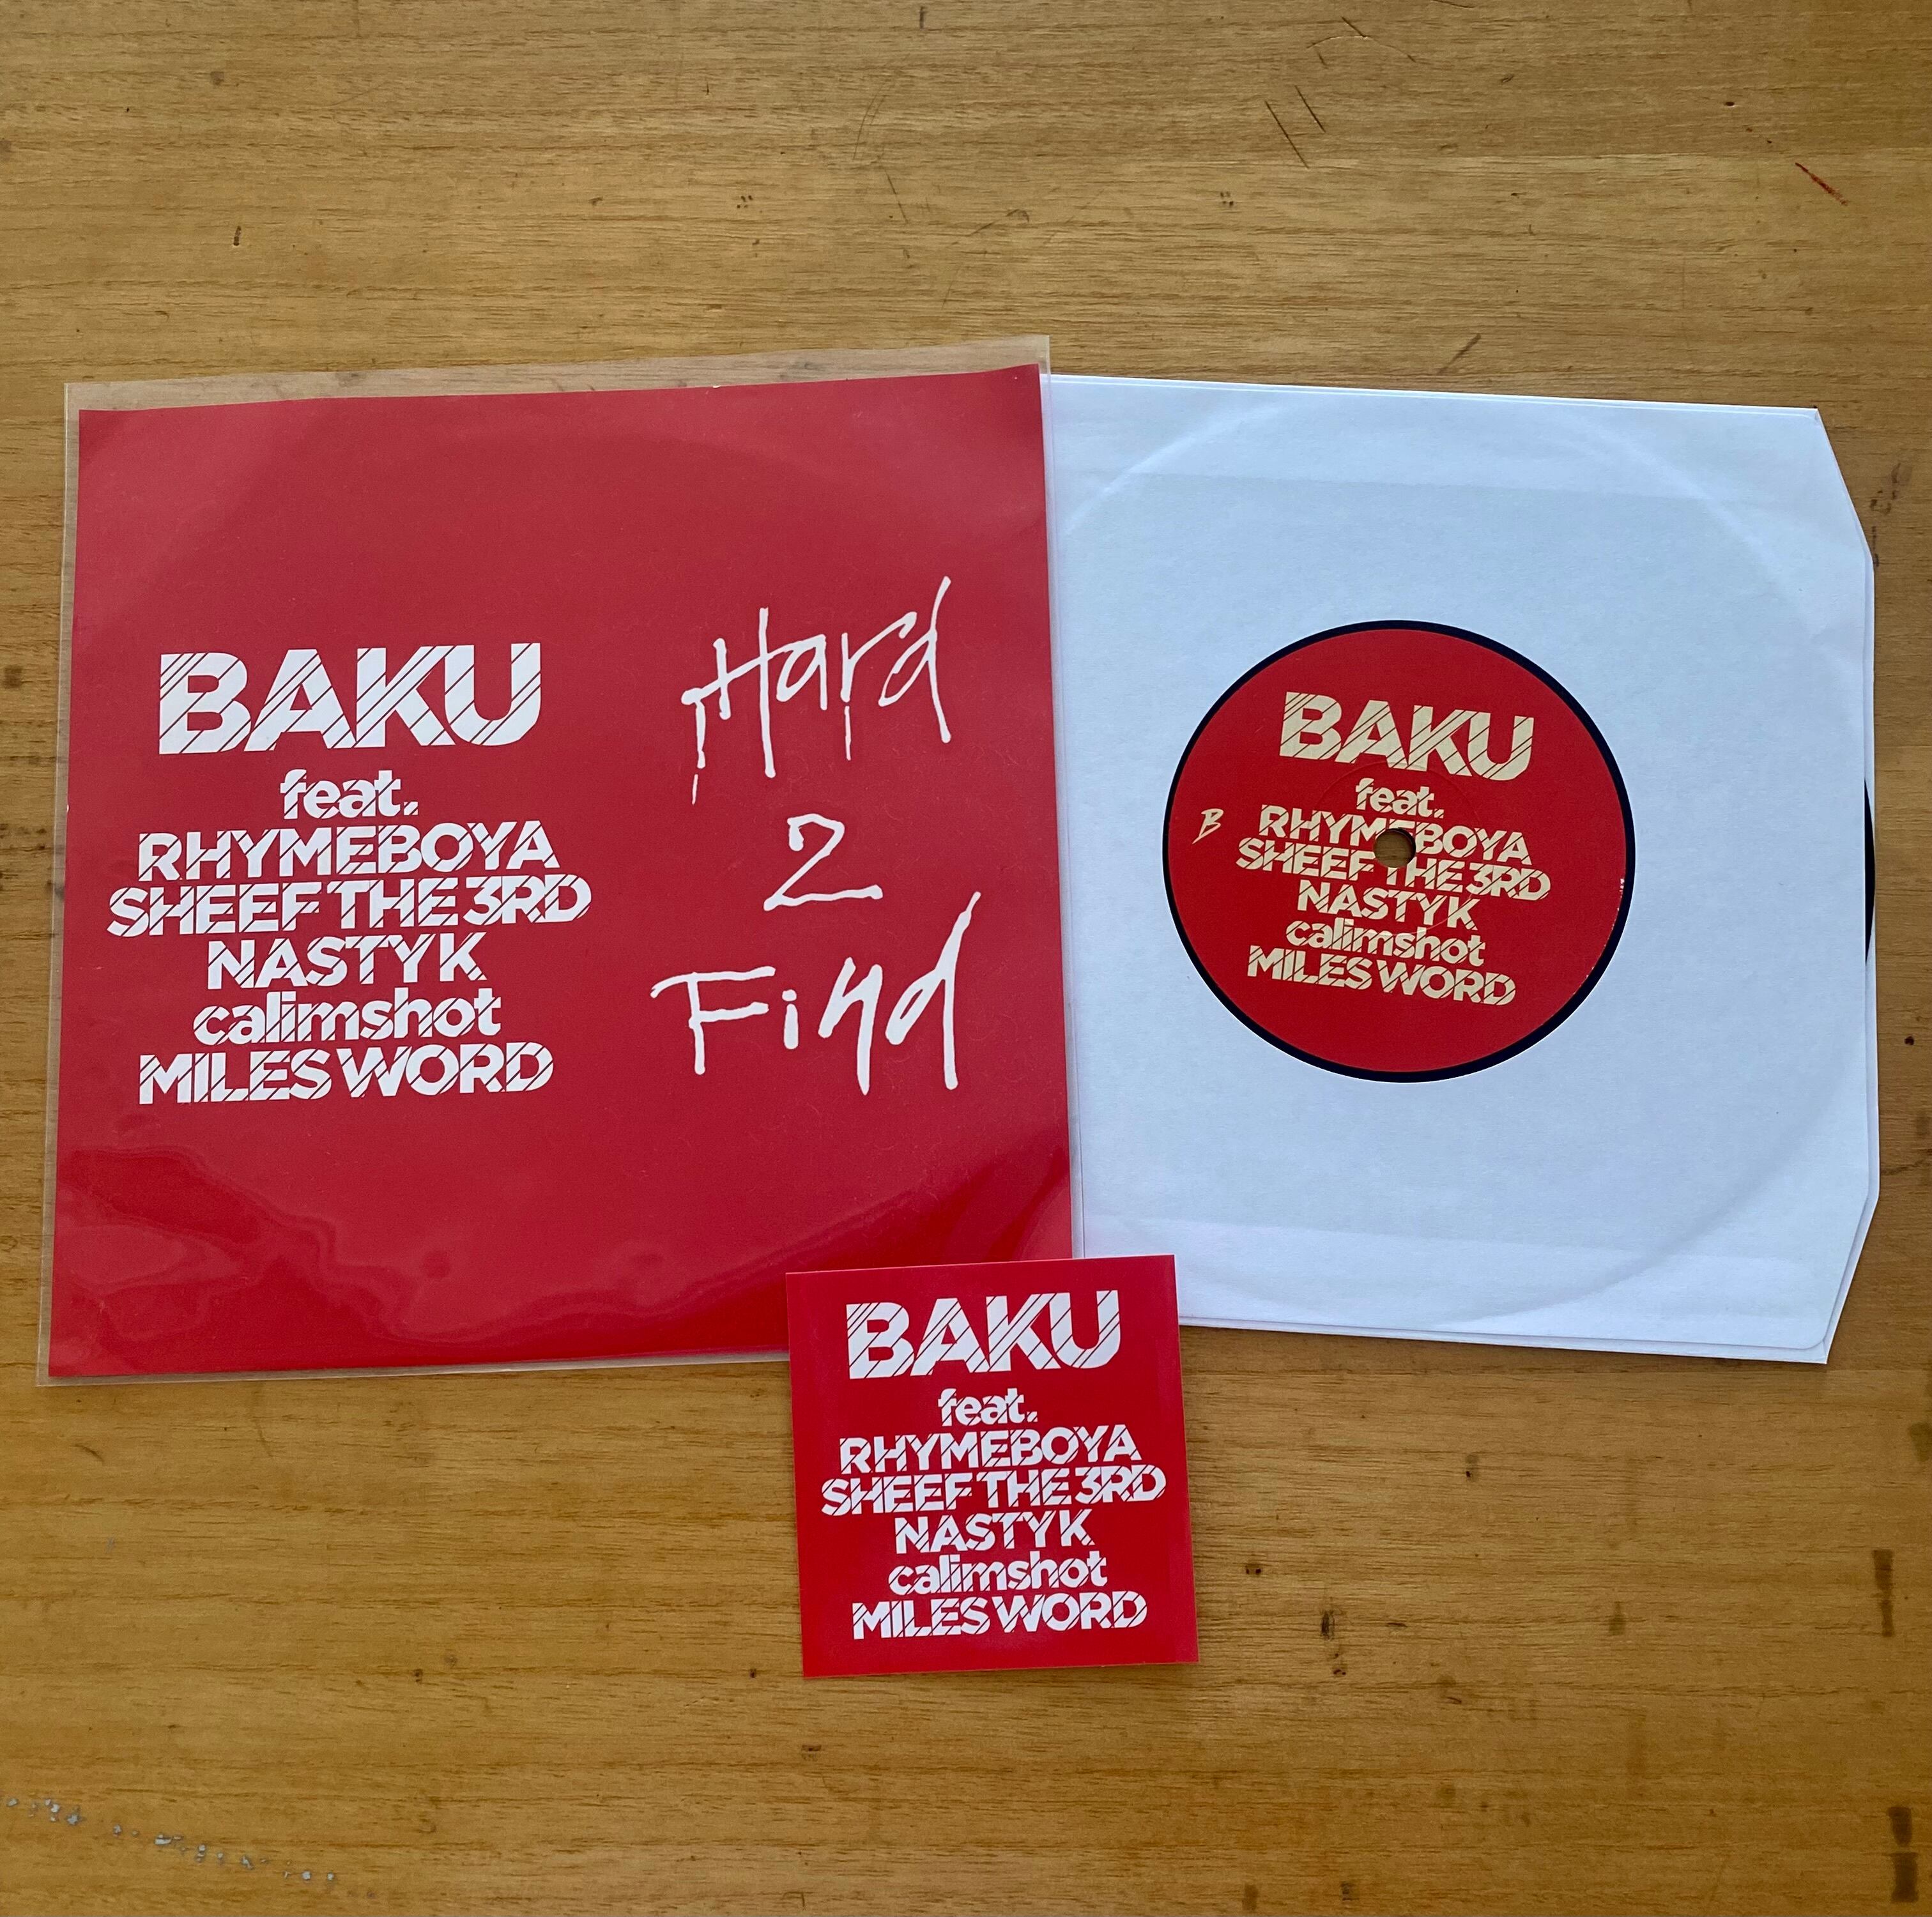 BAKU
feat.
RHYMEBOYA
SHEEF THE 3RD
NASTY K
calimshot
MILES WORD
Hard
2
Find
BAKU
feat.
B
RHYMEBOYA
SHEEF THE 3RD
NASTY K
calimshot
MILES WORD
BAKU
feat.
RHYMEBOYA
SHEEF THE 3RD
NASTY K
calimshot
MILES WORD